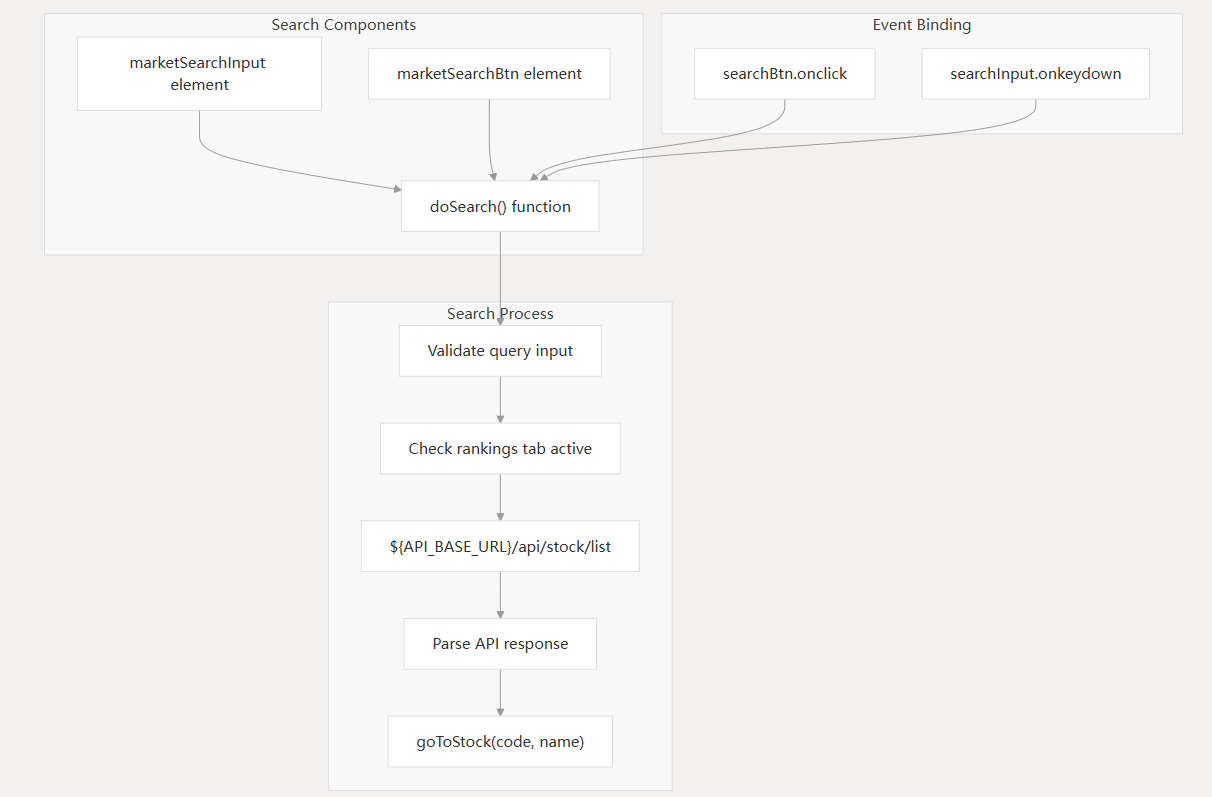 Search Components
marketSearchInput
element
marketSearchBtn element
Event Binding
searchBtn.onclick
searchInput.onkeydown
doSearch() function
Search Process
Validate query input
Check rankings tab active
${API_BASE_URL}/api/stock/list
Parse API response
goToStock(code, name)